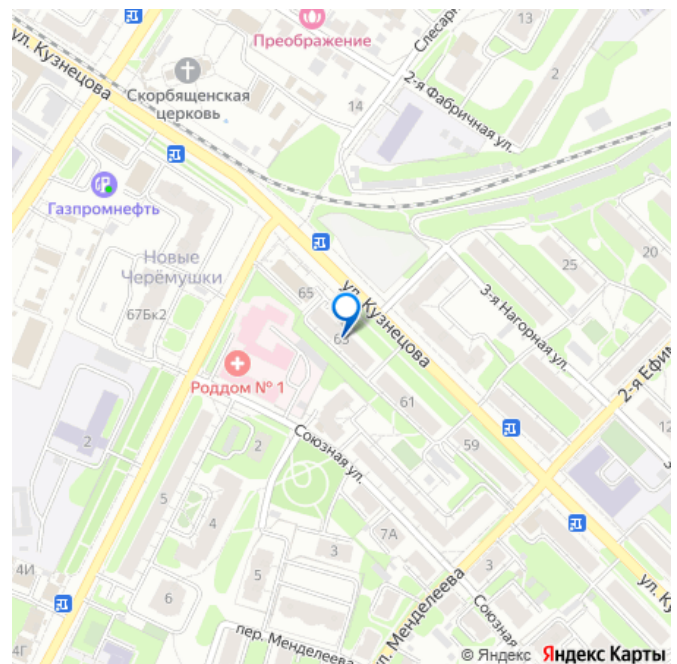 ул. Кузнецова
Преображение
Слесарн
13
2
2-я Фабричная ул.
Скорбященская
церковь
14
Газпромнефть
Новые
Черёмушки
67Бк2
65
ул. Кузнецова
63
3-я Нагорная ул.
25
20
2-я Ефим
Роддом № 1
61
59
12
Союзная ул.
2
2
5
4
3
7А
3
5
6
4И
4Г
пер. Менделеева
ул. Менделеева
Союзная
ул. Ку
© Яндекс Яндекс Карты